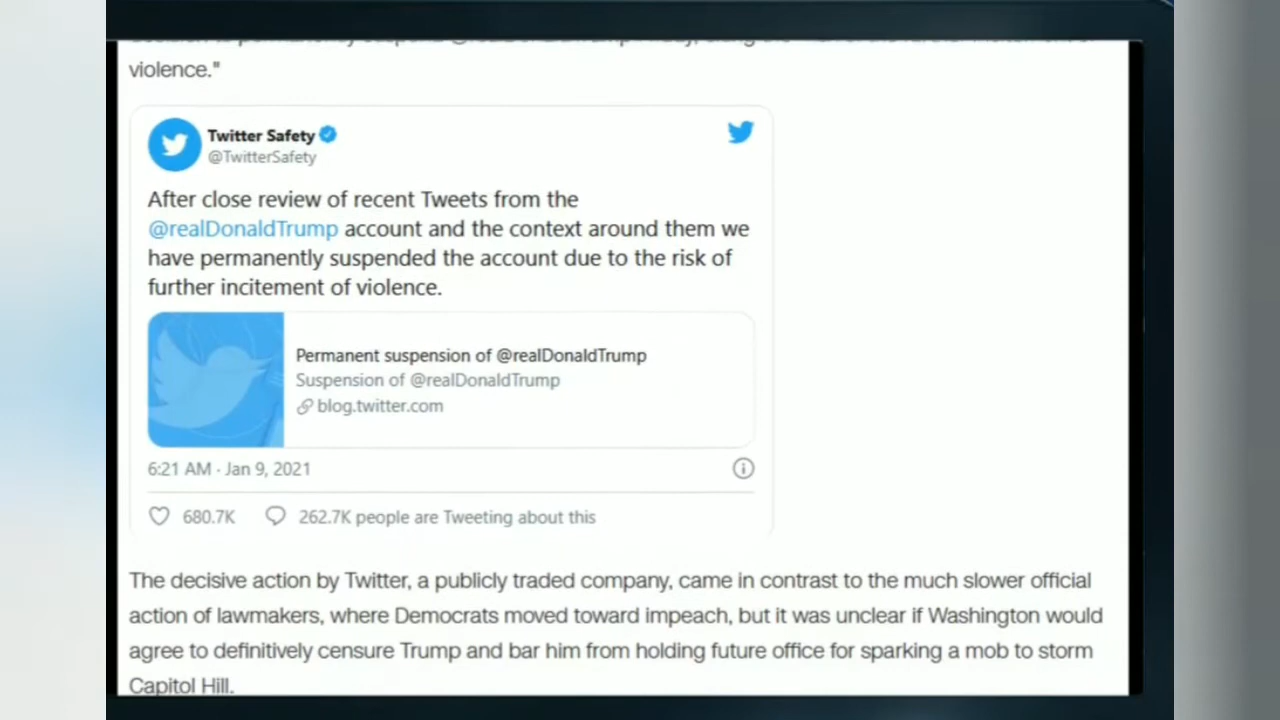 violence."
Twitter Safety
@TwitterSafety
After close review of recent Tweets from the
@realDonaldTrump account and the context around them we
have permanently suspended the account due to the risk of
further incitement of violence.
Permanent suspension of @realDonaldTrump
Suspension of @realDonaldTrump
blog.twitter.com
6:21 AM · Jan 9, 2021
680.7K 262.7K people are Tweeting about this
The decisive action by Twitter, a publicly traded company, came in contrast to the much slower official
action of lawmakers, where Democrats moved toward impeach, but it was unclear if Washington would
agree to definitively censure Trump and bar him from holding future office for sparking a mob to storm
Capitol Hill.